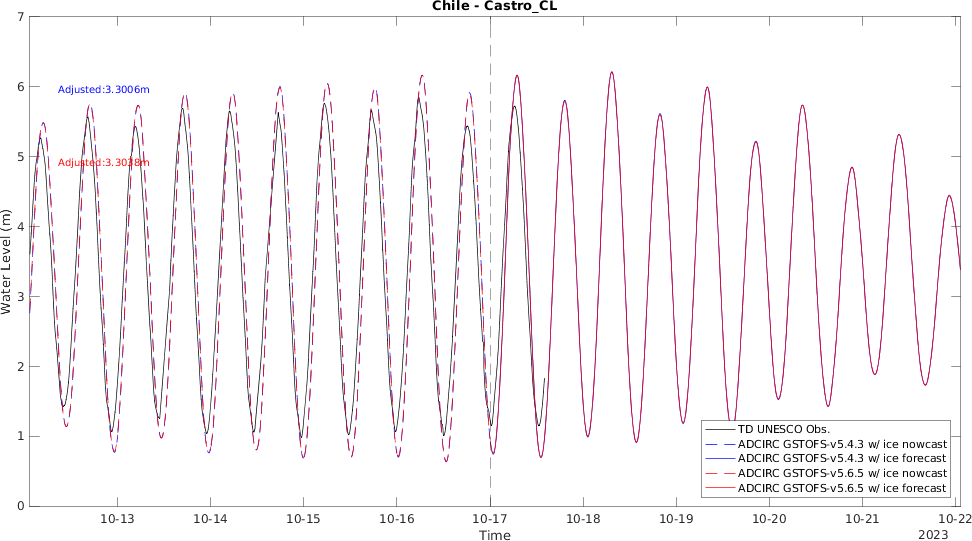 Chile - Castro_CL
7
6
5
4
3
2
1
0
Water Level (m)
Adjusted:3.3006m
Adjusted:3.3038m
TD UNESCO Obs.
ADCIRC GSTOFS-v5.4.3 w/ ice nowcast
ADCIRC GSTOFS-v5.4.3 w/ ice forecast
ADCIRC GSTOFS-v5.6.5 w/ ice nowcast
ADCIRC GSTOFS-v5.6.5 w/ ice forecast
10-13 10-14 10-15 10-16 10-17 10-18 10-19 10-20 10-21 10-22
Time
2023